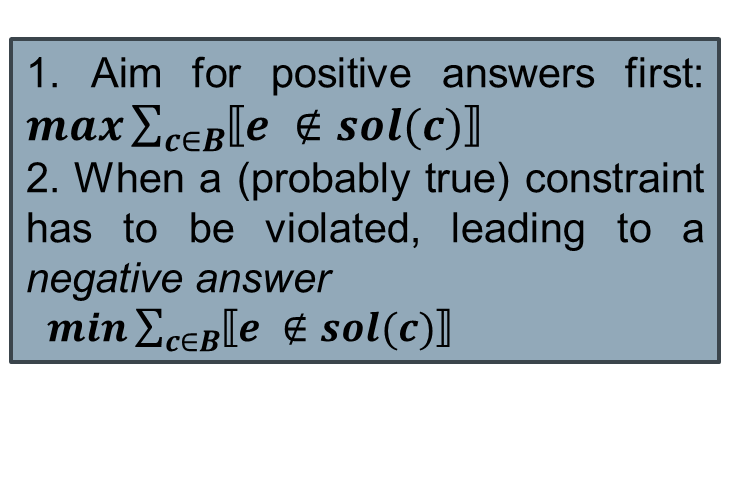 1. Aim for positive answers first:
max ∑c∈B⟦e ∉ sol(c)⟧
2. When a (probably true) constraint
has to be violated, leading to a
negative answer
min ∑c∈B⟦e ∉ sol(c)⟧